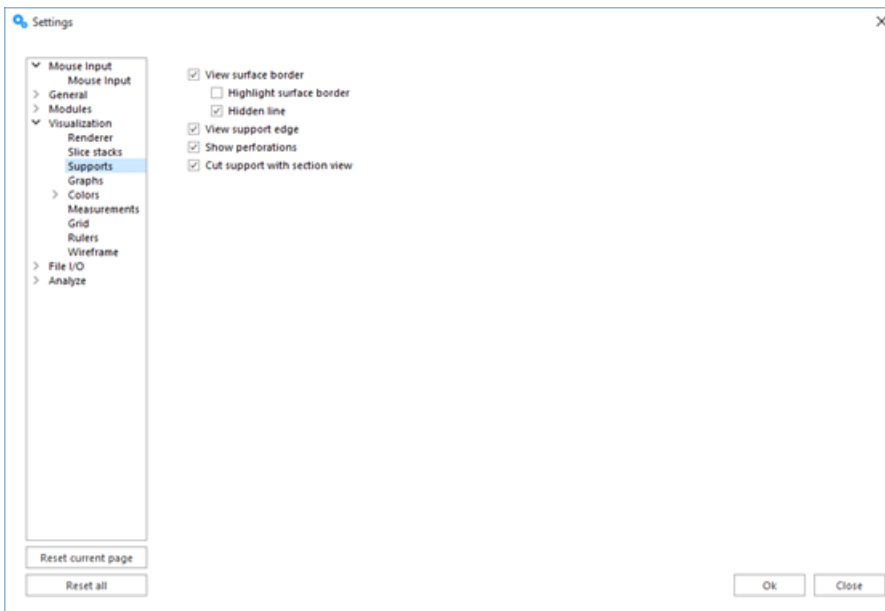 Settings
Mouse Input
Mouse Input
General
Modules
Visualization
Renderer
Slice stacks
Supports
Graphs
Colors
Measurements
Grid
Rulers
Wireframe
File I/O
Analyze
View surface border
Highlight surface border
Hidden line
View support edge
Show perforations
Cut support with section view
Reset current page
Reset all
Ok
Close